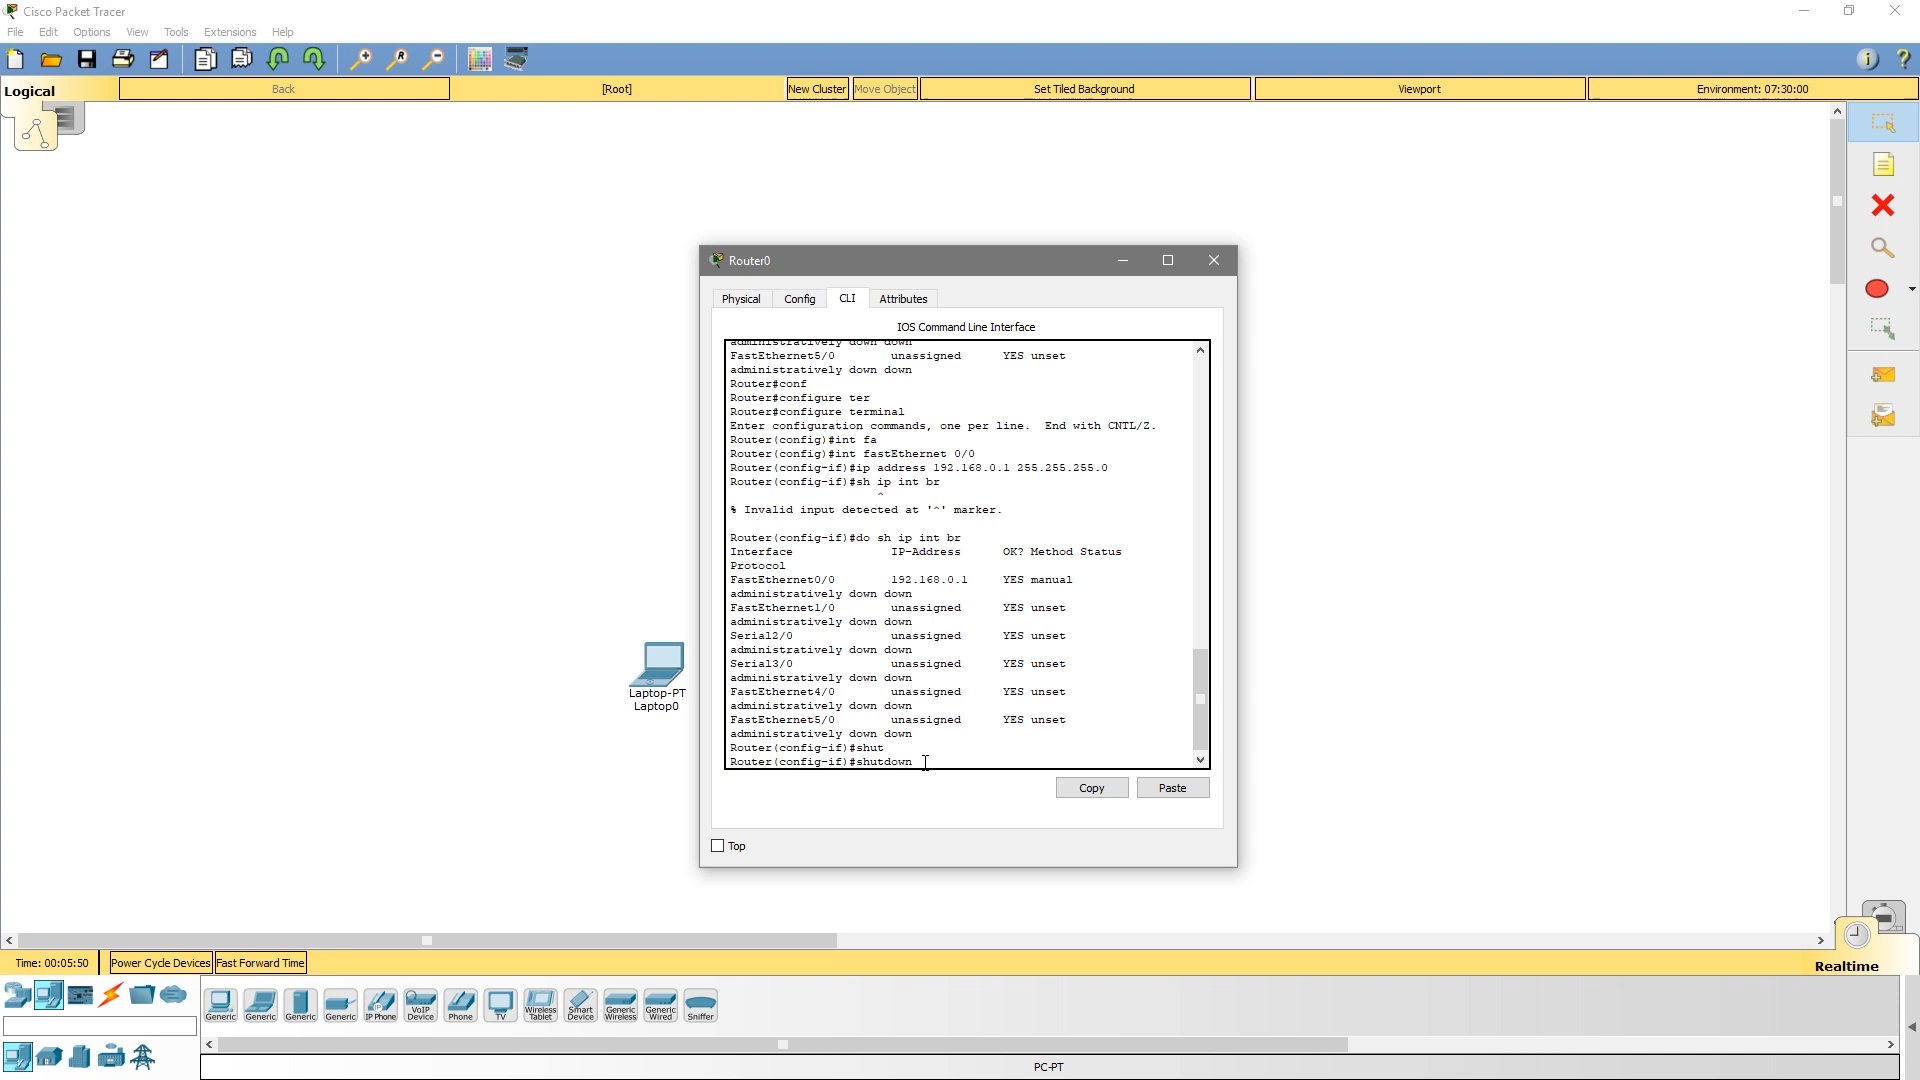 Cisco Packet Tracer
File Edit Options View Tools Extensions Help
Logical
Back
[Root]
New Cluster
Move Object
Set Tiled Background
Viewport
Environment: 07:30:00
Router0
Physical Config CLI Attributes
IOS Command Line Interface
administratively down down
FastEthernet5/0 unassigned YES unset
administratively down down
Router#conf
Router#configure ter
Router#configure terminal
Enter configuration commands, one per line. End with CNTL/Z.
Router(config)#int fa
Router(config)#int fastEthernet 0/0
Router(config-if)#ip address 192.168.0.1 255.255.255.0
Router(config-if)#sh ip int br
^
% Invalid input detected at '^' marker.
Router(config-if)#do sh ip int br
Interface IP-Address OK? Method Status
Protocol
FastEthernet0/0 192.168.0.1 YES manual
administratively down down
FastEthernet1/0 unassigned YES unset
administratively down down
Serial2/0 unassigned YES unset
administratively down down
Serial3/0 unassigned YES unset
administratively down down
FastEthernet4/0 unassigned YES unset
administratively down down
FastEthernet5/0 unassigned YES unset
administratively down down
Router(config-if)#shut
Router(config-if)#shutdown
Copy
Paste
Top
Laptop-PT
Laptop0
Time: 00:05:50
Power Cycle Devices
Fast Forward Time
Realtime
Generic
Generic
Generic
Generic
IP Phone
VoIP
Device
Phone
TV
Wireless
Tablet
Smart
Device
Generic
Wireless
Generic
Wired
Sniffer
PC-PT